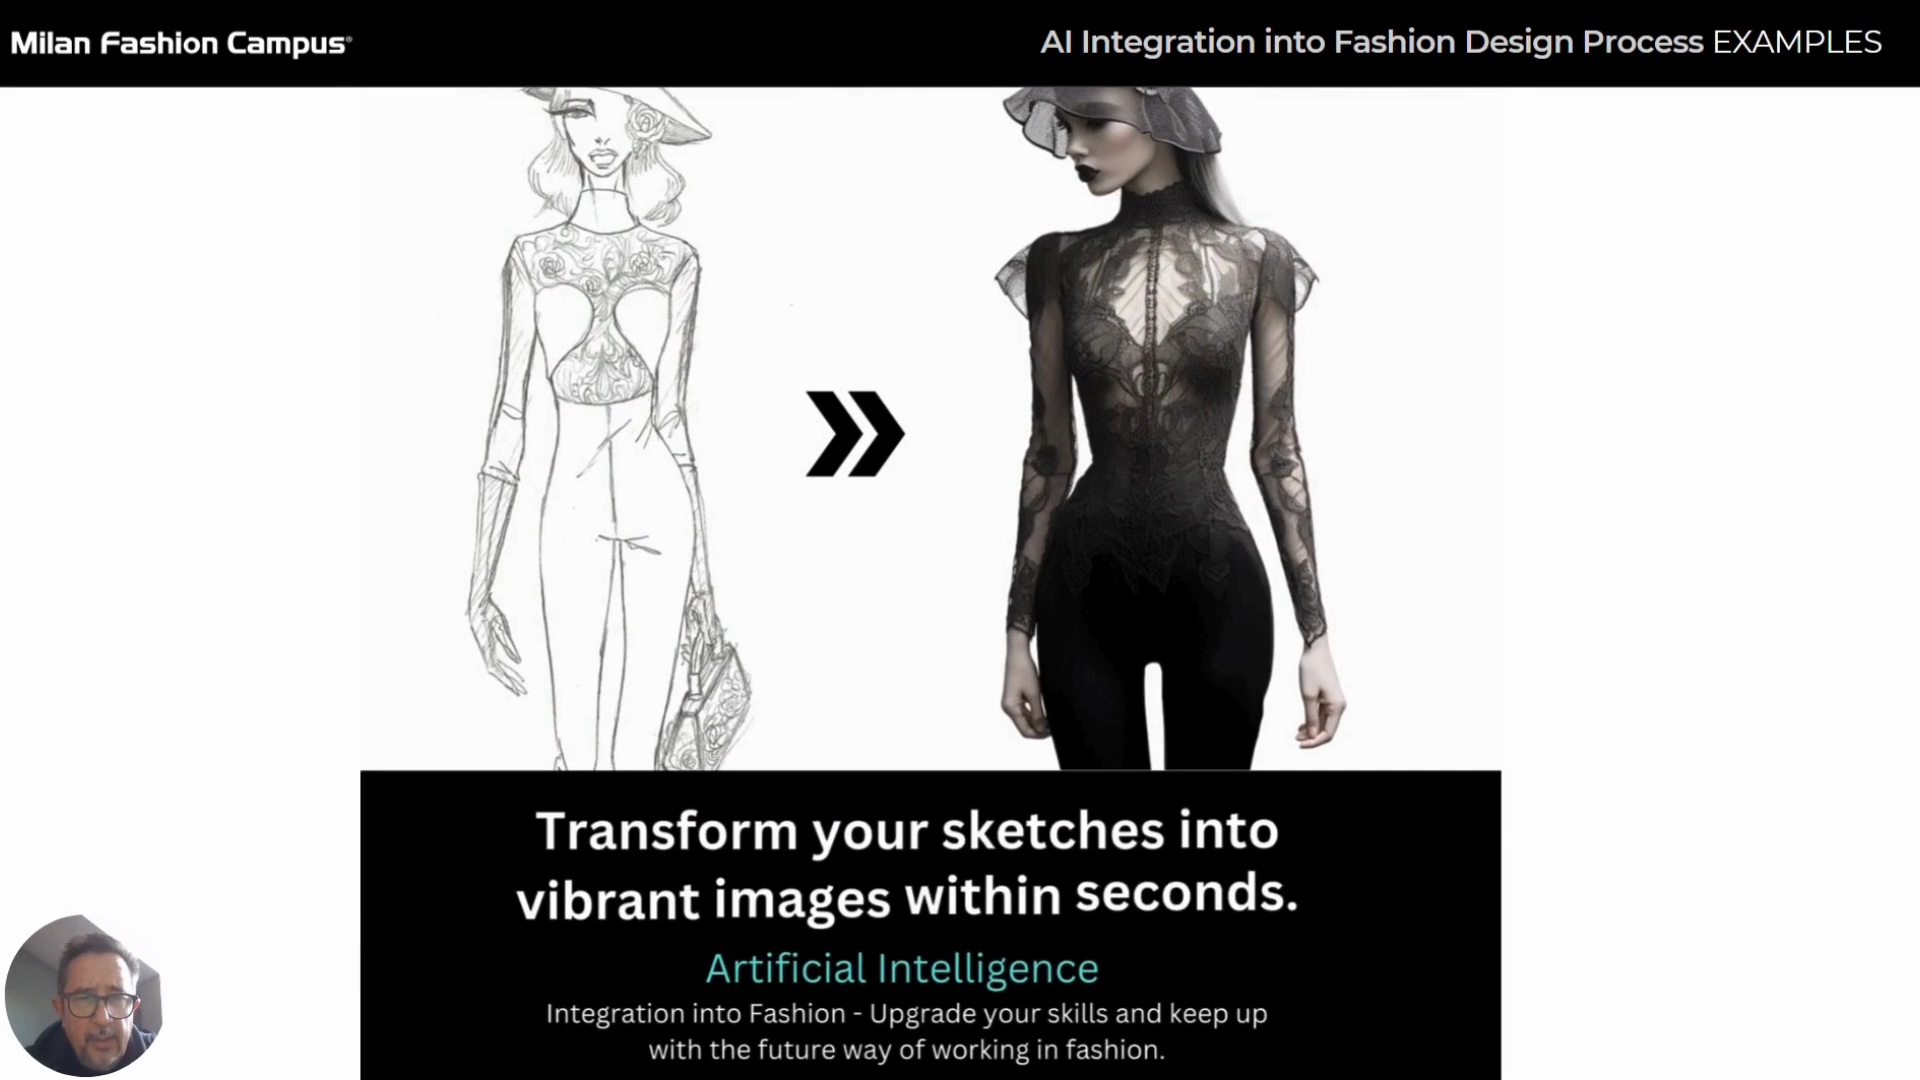 Milan Fashion Campus®
AI Integration into Fashion Design Process EXAMPLES
Transform your sketches into
vibrant images within seconds.
Artificial Intelligence
Integration into Fashion - Upgrade your skills and keep up
with the future way of working in fashion.